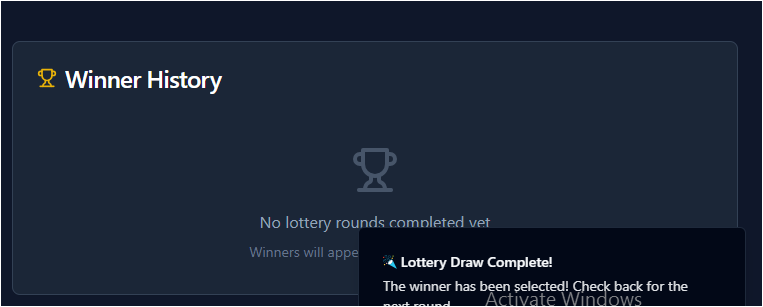 Winner History
No lottery rounds completed yet
Winners will appe
🎉 Lottery Draw Complete!
The winner has been selected! Check back for the
next round
Activate Windows